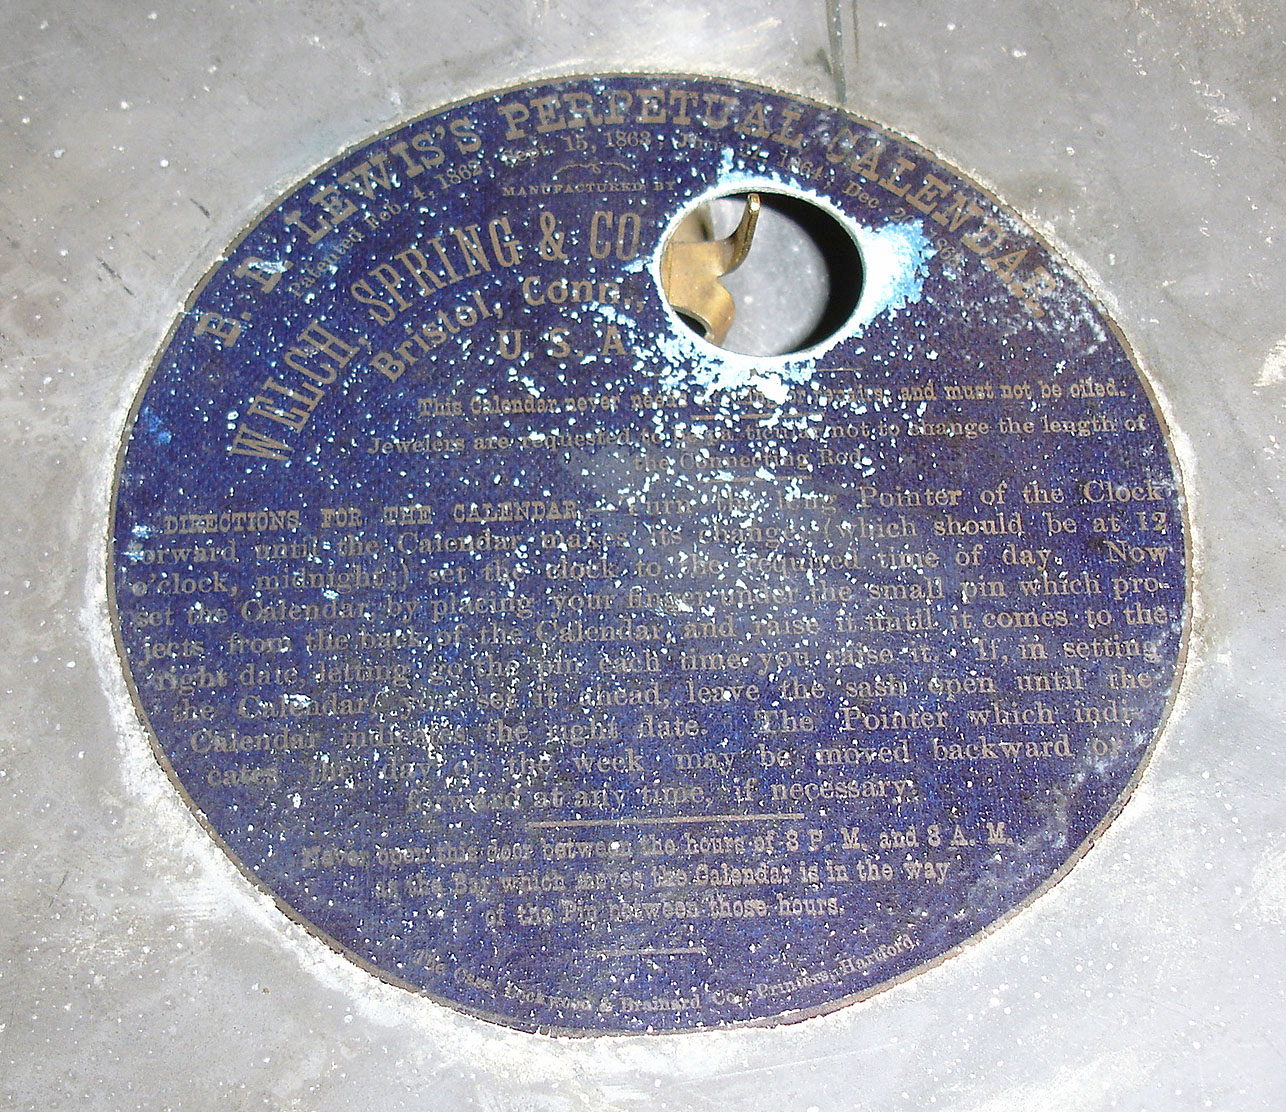 B. B. LEWIS'S PERPETUAL CALENDAR
Patented Feb. 4, 1862, Sept. 15, 1863, 1864, Dec.
MANUFACTURED BY
WELCH, SPRING & CO
Bristol, Conn.,
U. S. A.
This Calendar never needs repairs, and must not be oiled.
Jewelers are requested to be particular not to change the length of
the Connecting Rod.
DIRECTIONS FOR THE CALENDAR.—Turn the long Pointer of the Clock
forward until the Calendar makes its change, (which should be at 12
o'clock, midnight;) set the clock to the required time of day. Now
set the Calendar by placing your finger under the small pin which pro-
jects from the back of the Calendar, and raise it until it comes to the
right date, letting go the pin each time you raise it. If, in setting
the Calendar, you set it ahead, leave the sash open until the
Calendar indicates the right date. The Pointer which indi-
cates the day of the week may be moved backward or
forward at any time, if necessary.
Never open this door between the hours of 8 P. M. and 8 A. M.
as the Bar which moves the Calendar is in the way
of the Pin between those hours.
The Case, Lockwood & Brainard Co., Printers, Hartford.